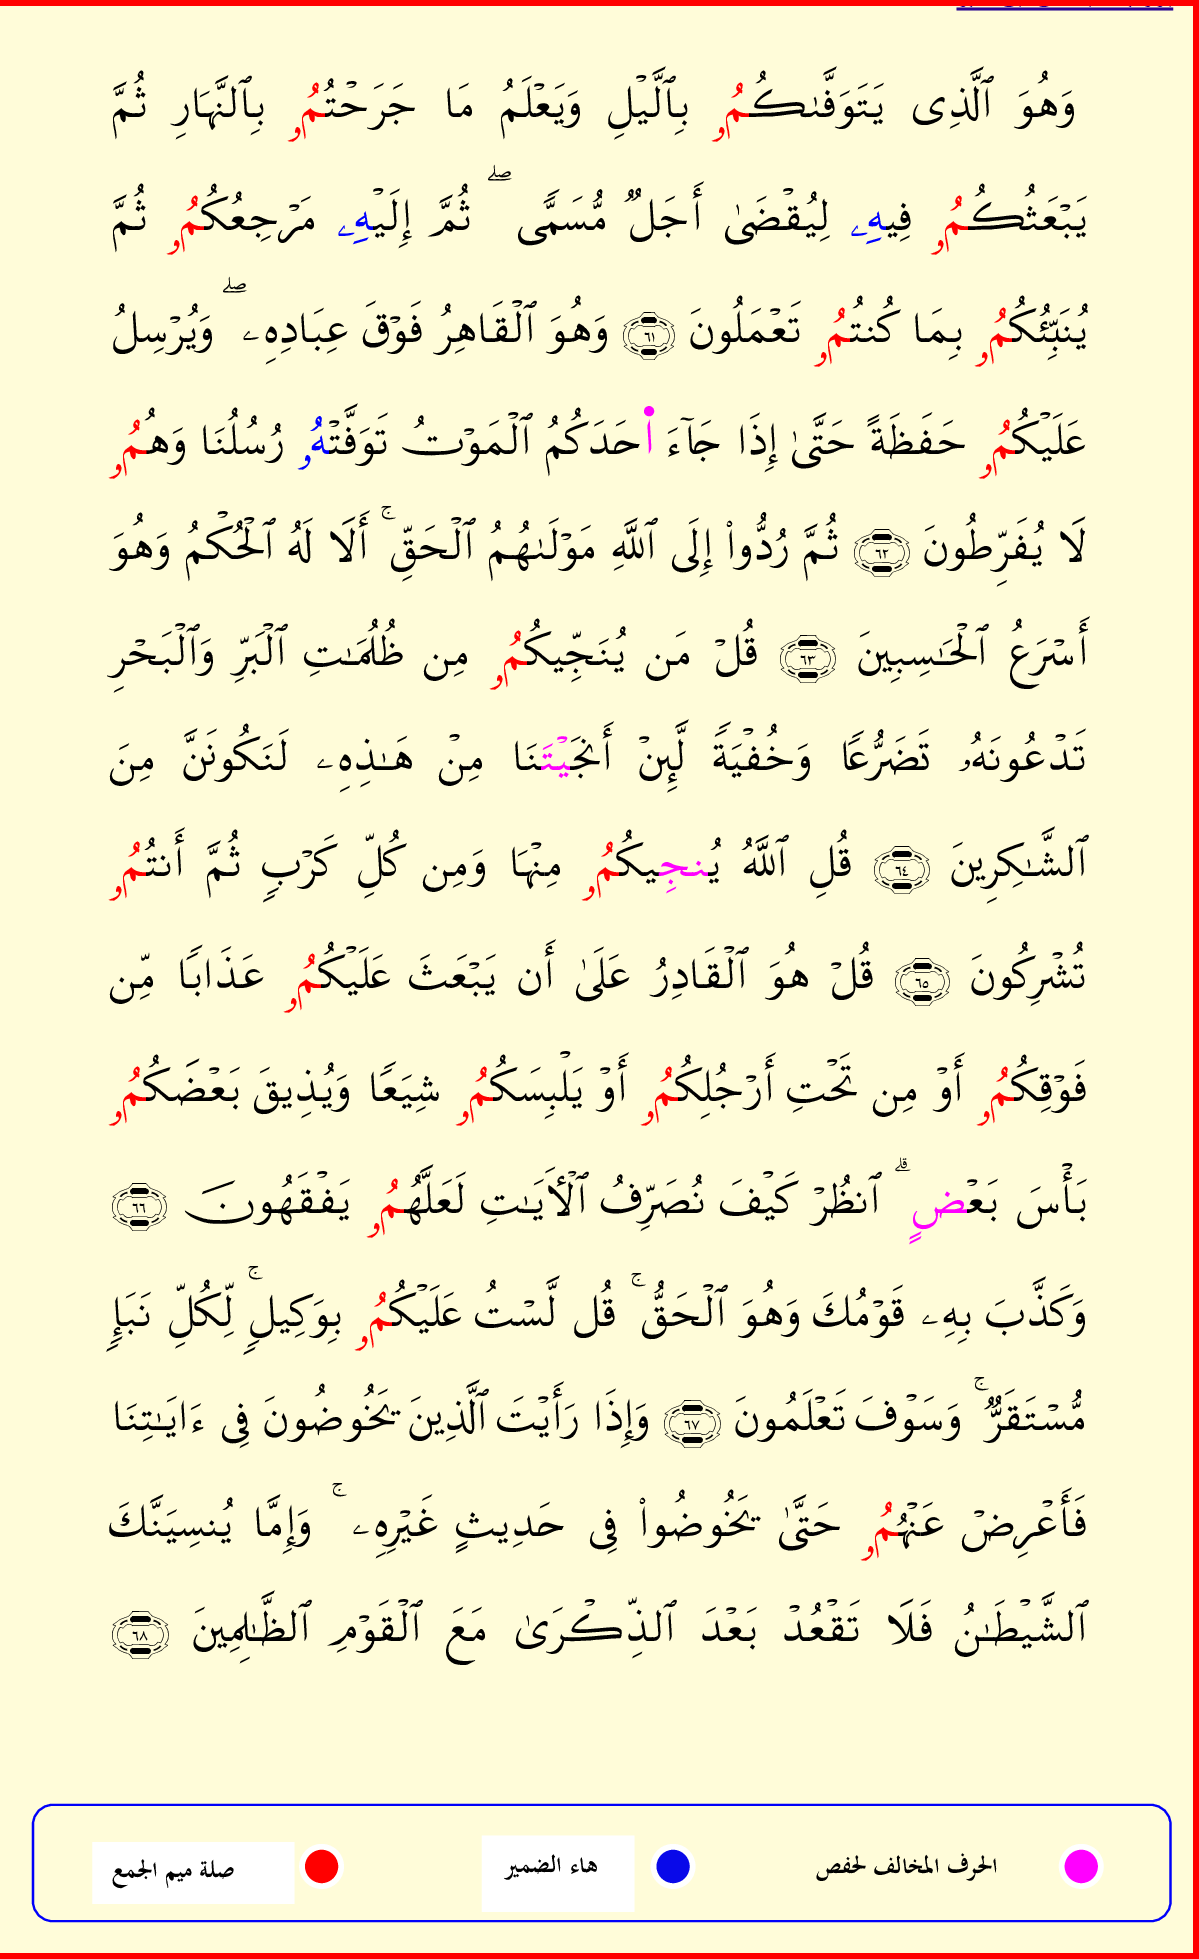 وَهُوَ ٱلَّذِى يَتَوَفَّىٰكُمُۥ بِٱلَّيْلِ وَيَعْلَمُ مَا جَرَحْتُمُۥ بِٱلنَّهَارِ ثُمَّ
يَبْعَثُكُمُۥ فِيهِۦ لِيُقْضَىٰٓ أَجَلٌ مُّسَمًّى ۖ ثُمَّ إِلَيْهِۦ مَرْجِعُكُمُۥ ثُمَّ
يُنَبِّئُكُمُۥ بِمَا كُنتُمُۥ تَعْمَلُونَ ٦١ وَهُوَ ٱلْقَاهِرُ فَوْقَ عِبَادِهِۦ ۖ وَيُرْسِلُ
عَلَيْكُمُۥ حَفَظَةً حَتَّىٰ إِذَا جَآءَ ا۬حَدَكُمُ ٱلْمَوْتُ تَوَفَّتْهُۥ رُسُلُنَا وَهُمُۥ
لَا يُفَرِّطُونَ ٦٢ ثُمَّ رُدُّوا۟ إِلَى ٱللَّهِ مَوْلَىٰهُمُ ٱلْحَقِّ ۚ أَلَا لَهُ ٱلْحُكْمُ وَهُوَ
أَسْرَعُ ٱلْحَـٰسِبِينَ ٦٣ قُلْ مَن يُنَجِّيكُمُۥ مِن ظُلُمَـٰتِ ٱلْبَرِّ وَٱلْبَحْرِ
تَدْعُونَهُۥ تَضَرُّعًا وَخُفْيَةً لَّئِنْ أَنجَيْتَنَا مِنْ هَـٰذِهِۦ لَنَكُونَنَّ مِنَ
ٱلشَّـٰكِرِينَ ٦٤ قُلِ ٱللَّهُ يُنجِيكُمُۥ مِنْهَا وَمِن كُلِّ كَرْبٍ ثُمَّ أَنتُمُۥ
تُشْرِكُونَ ٦٥ قُلْ هُوَ ٱلْقَادِرُ عَلَىٰ أَن يَبْعَثَ عَلَيْكُمُۥ عَذَابًا مِّن
فَوْقِكُمُۥ أَوْ مِن تَحْتِ أَرْجُلِكُمُۥ أَوْ يَلْبِسَكُمُۥ شِيَعًا وَيُذِيقَ بَعْضَكُمُۥ
بَأْسَ بَعْضٍ ۗ ٱنظُرْ كَيْفَ نُصَرِّفُ ٱلْأَيَـٰتِ لَعَلَّهُمُۥ يَفْقَهُونَ ٦٦
وَكَذَّبَ بِهِۦ قَوْمُكَ وَهُوَ ٱلْحَقُّ ۚ قُل لَّسْتُ عَلَيْكُمُۥ بِوَكِيلٍ ۚ لِّكُلِّ نَبَإٍ
مُّسْتَقَرٌّ ۚ وَسَوْفَ تَعْلَمُونَ ٦٧ وَإِذَا رَأَيْتَ ٱلَّذِينَ يَخُوضُونَ فِى ءَايَـٰتِنَا
فَأَعْرِضْ عَنْهُمُۥ حَتَّىٰ يَخُوضُوا۟ فِى حَدِيثٍ غَيْرِهِۦ ۚ وَإِمَّا يُنسِيَنَّكَ
ٱلشَّيْطَـٰنُ فَلَا تَقْعُدْ بَعْدَ ٱلذِّكْرَىٰ مَعَ ٱلْقَوْمِ ٱلظَّـٰلِمِينَ ٦٨
الحرف المخالف لحفص هاء الضمير صلة ميم الجمع